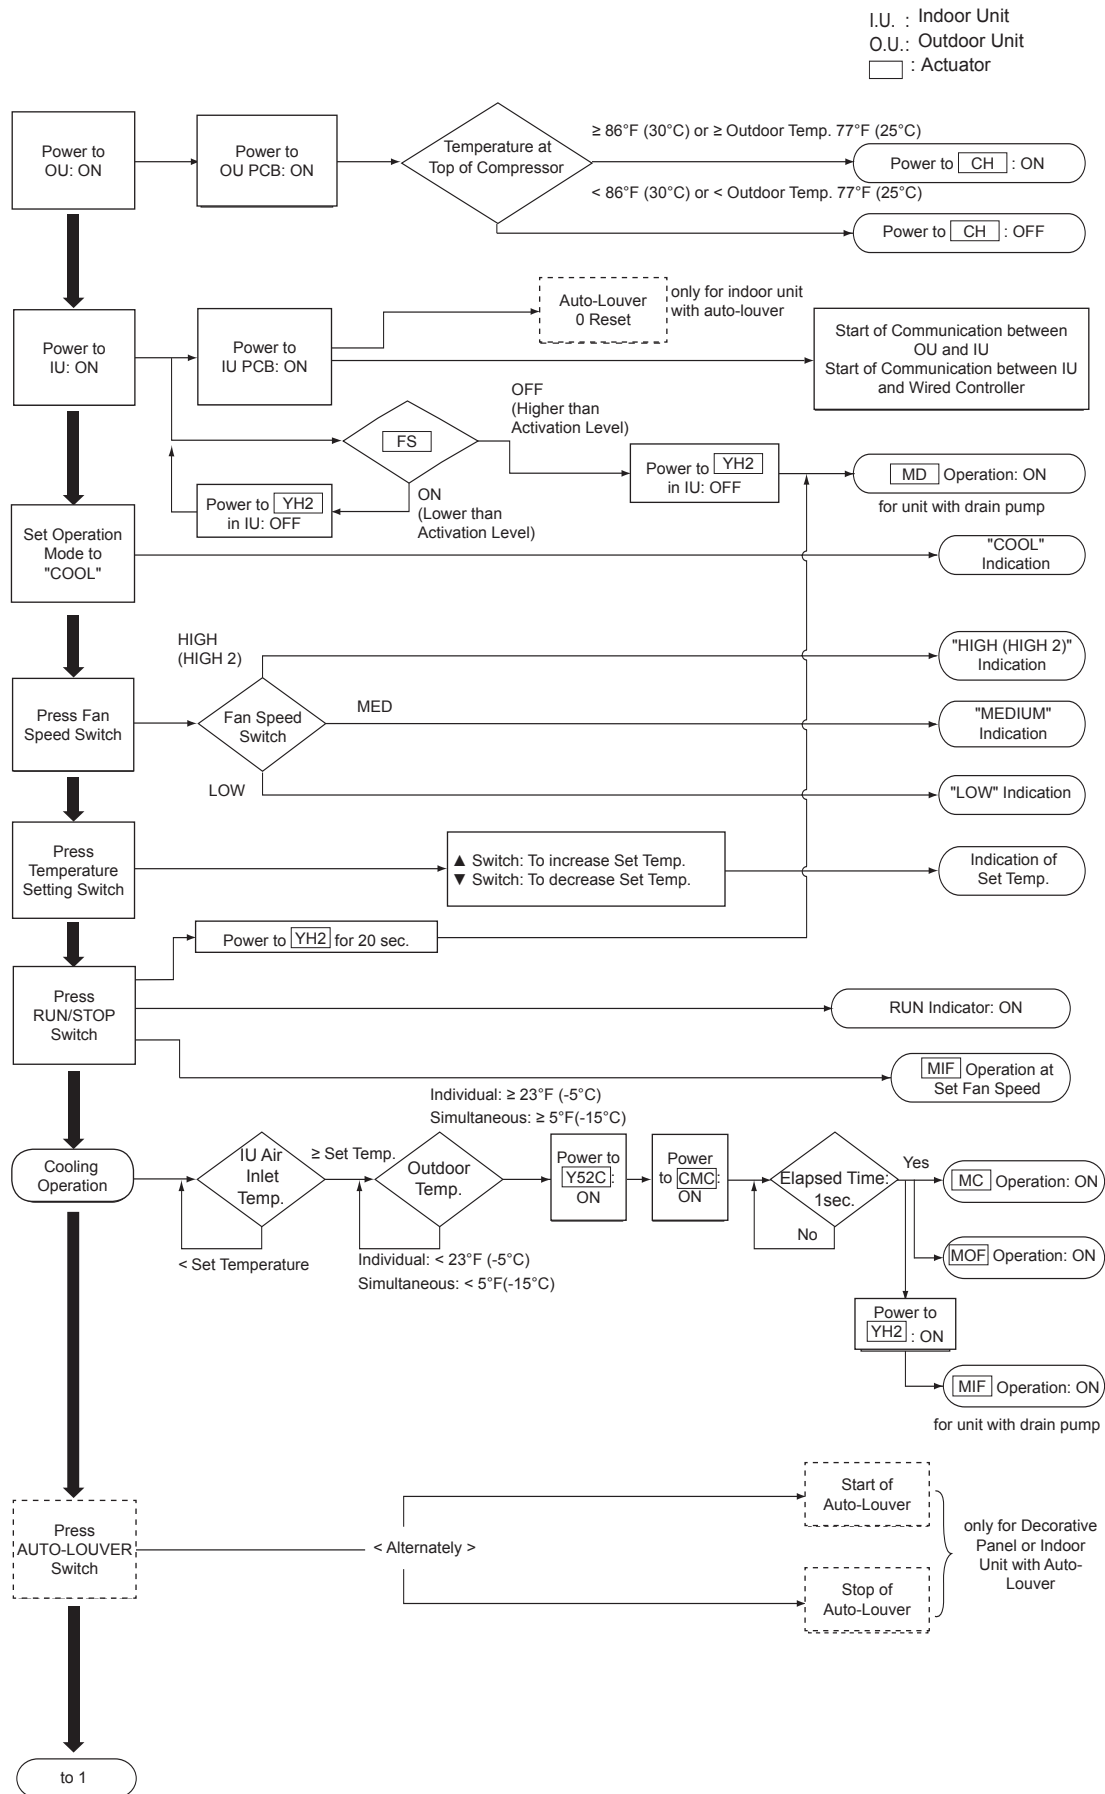 I.U. : Indoor Unit
O.U.: Outdoor Unit
: Actuator
Power to
OU: ON
Power to
OU PCB: ON
Temperature at
Top of Compressor
≥ 86°F (30°C) or ≥ Outdoor Temp. 77°F (25°C)
Power to CH : ON
< 86°F (30°C) or < Outdoor Temp. 77°F (25°C)
Power to CH : OFF
Power to
IU: ON
Power to
IU PCB: ON
Auto-Louver
0 Reset
only for indoor unit
with auto-louver
Start of Communication between
OU and IU
Start of Communication between IU
and Wired Controller
FS
OFF
(Higher than
Activation Level)
Power to YH2
in IU: OFF
MD Operation: ON
for unit with drain pump
ON
(Lower than
Activation Level)
Power to YH2
in IU: OFF
Set Operation
Mode to
"COOL"
"COOL"
Indication
Press Fan
Speed Switch
Fan Speed
Switch
HIGH
(HIGH 2)
"HIGH (HIGH 2)"
Indication
MED
"MEDIUM"
Indication
LOW
"LOW" Indication
Press
Temperature
Setting Switch
▲ Switch: To increase Set Temp.
▼ Switch: To decrease Set Temp.
Indication of
Set Temp.
Power to YH2 for 20 sec.
Press
RUN/STOP
Switch
RUN Indicator: ON
MIF Operation at
Set Fan Speed
Cooling
Operation
IU Air
Inlet
Temp.
≥ Set Temp.
< Set Temperature
Outdoor
Temp.
Individual: ≥ 23°F (-5°C)
Simultaneous: ≥ 5°F(-15°C)
Individual: < 23°F (-5°C)
Simultaneous: < 5°F(-15°C)
Power to
Y52C:
ON
Power
to CMC:
ON
Elapsed Time:
1sec.
Yes
No
MC Operation: ON
MOF Operation: ON
Power to
YH2 : ON
MIF Operation: ON
for unit with drain pump
Press
AUTO-LOUVER
Switch
< Alternately >
Start of
Auto-Louver
Stop of
Auto-Louver
only for Decorative
Panel or Indoor
Unit with Auto-
Louver
to 1